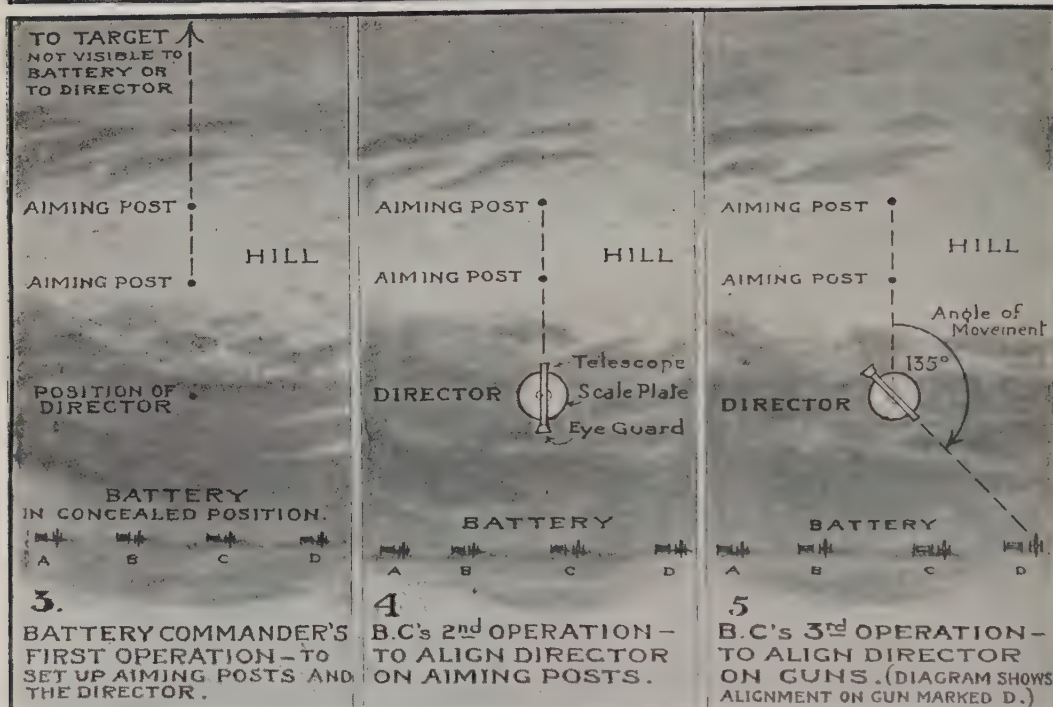 TO TARGET
NOT VISIBLE TO
BATTERY OR
TO DIRECTOR
AIMING POST
HILL
AIMING POST
POSITION OF
DIRECTOR
BATTERY
IN CONCEALED POSITION.
A B C D
3.
BATTERY COMMANDER'S
FIRST OPERATION – TO
SET UP AIMING POSTS AND
THE DIRECTOR.
AIMING POST
HILL
AIMING POST
Telescope
DIRECTOR
Scale Plate
Eye Guard
BATTERY
A B C D
4
B.C's 2nd OPERATION –
TO ALIGN DIRECTOR
ON AIMING POSTS.
AIMING POST
HILL
AIMING POST
Angle of
Movement
135°
DIRECTOR
BATTERY
A B C D
5
B.C's 3rd OPERATION –
TO ALIGN DIRECTOR
ON GUNS. (DIAGRAM SHOWS
ALIGNMENT ON GUN MARKED D.)